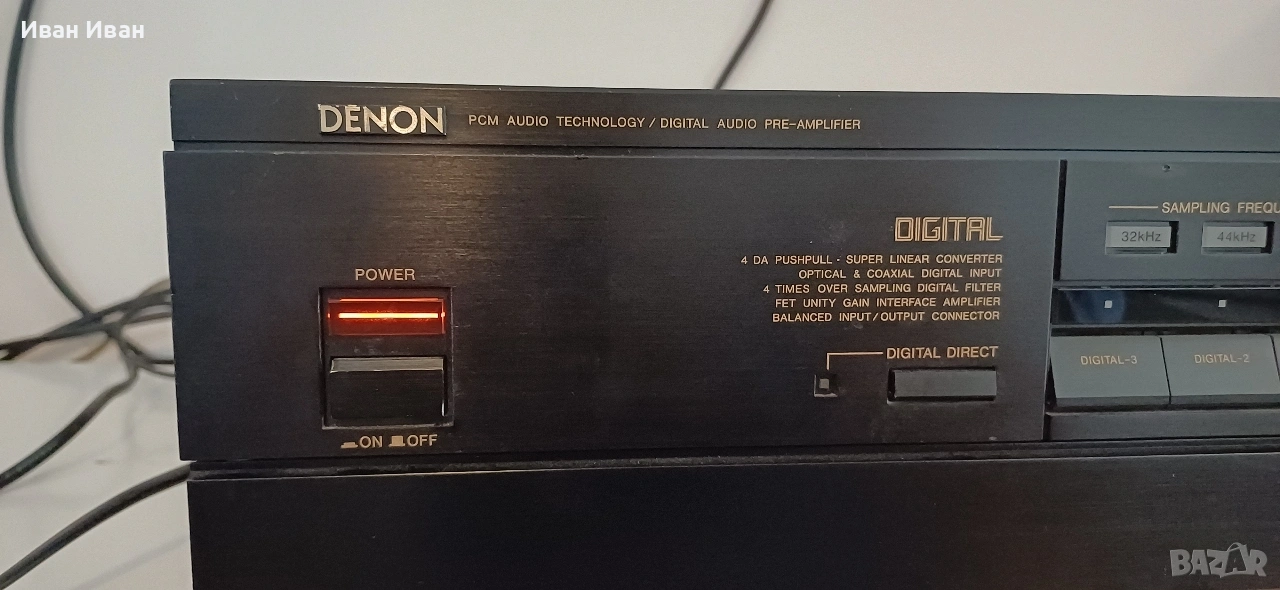 Иван Иван
DENON PCM AUDIO TECHNOLOGY / DIGITAL AUDIO PRE-AMPLIFIER
SAMPLING
32kHz 44kHz
DIGITAL
4 DA PUSHPULL · SUPER LINEAR CONVERTER
OPTICAL & COAXIAL DIGITAL INPUT
4 TIMES OVER SAMPLING DIGITAL FILTER
FET UNITY GAIN INTERFACE AMPLIFIER
BALANCED INPUT/OUTPUT CONNECTOR
POWER
DIGITAL DIRECT
DIGITAL-3 DIGITAL-2
ON OFF
BAZAR